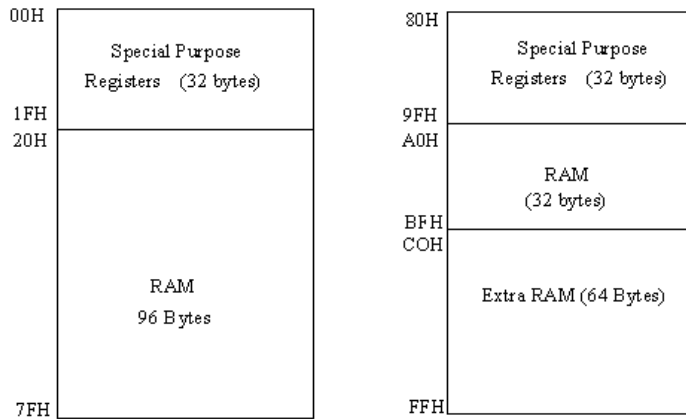 00H
Special Purpose
Registers (32 bytes)
1FH
20H
RAM
96 Bytes
7FH
80H
Special Purpose
Registers (32 bytes)
9FH
A0H
RAM
(32 bytes)
BFH
COH
Extra RAM (64 Bytes)
FFH